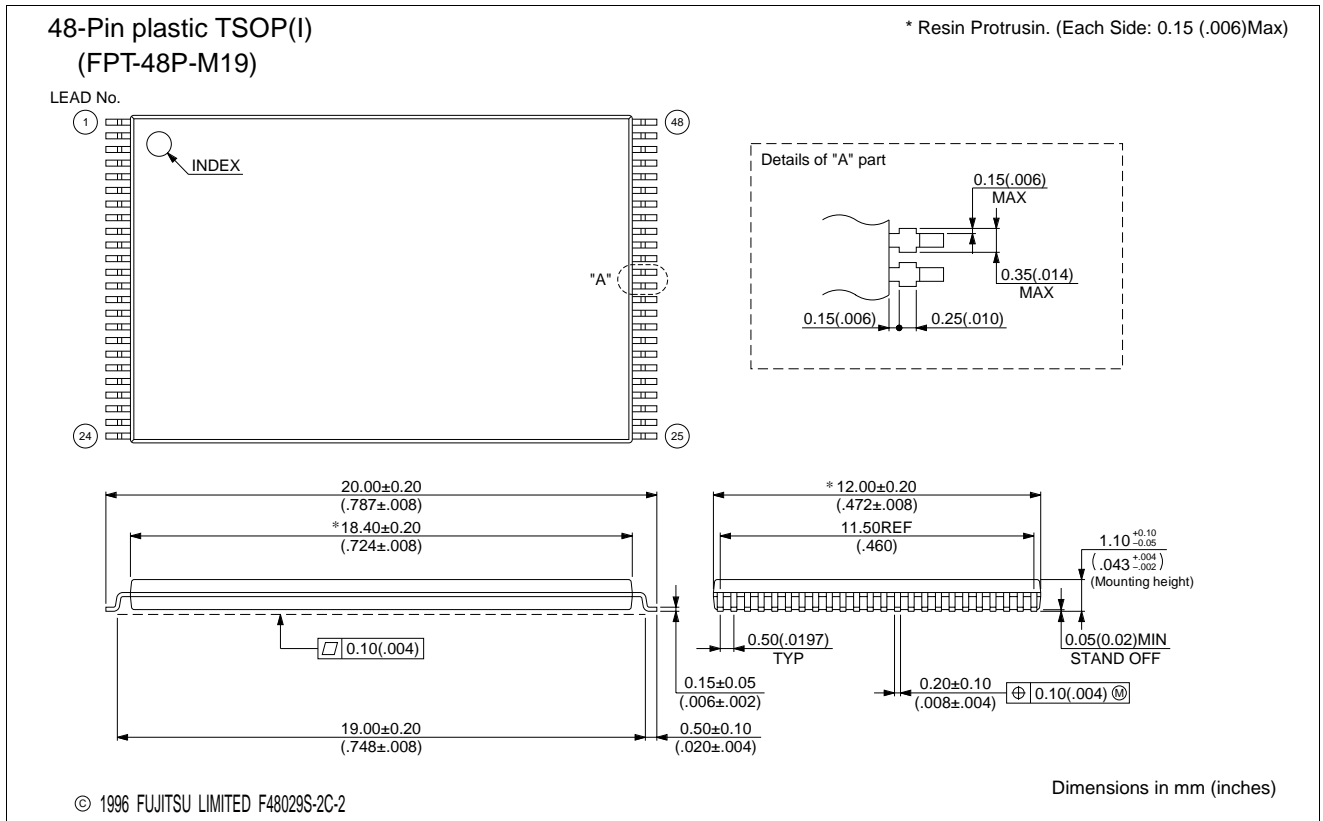 48-Pin plastic TSOP(I)
(FPT-48P-M19)
* Resin Protrusin. (Each Side: 0.15 (.006)Max)
LEAD No.
1
48
INDEX
"A"
24
25
Details of "A" part
0.15(.006)
MAX
0.35(.014)
MAX
0.15(.006)
0.25(.010)
20.00±0.20
(.787±.008)
*18.40±0.20
(.724±.008)
0.10(.004)
0.15±0.05
(.006±.002)
19.00±0.20
(.748±.008)
0.50±0.10
(.020±.004)
*12.00±0.20
(.472±.008)
11.50REF
(.460)
1.10 +0.10 −0.05
(.043 +.004 −.002)
(Mounting height)
0.50(.0197)
TYP
0.05(0.02)MIN
STAND OFF
0.20±0.10
(.008±.004)
⌖ 0.10(.004) Ⓜ
© 1996 FUJITSU LIMITED F48029S-2C-2
Dimensions in mm (inches)